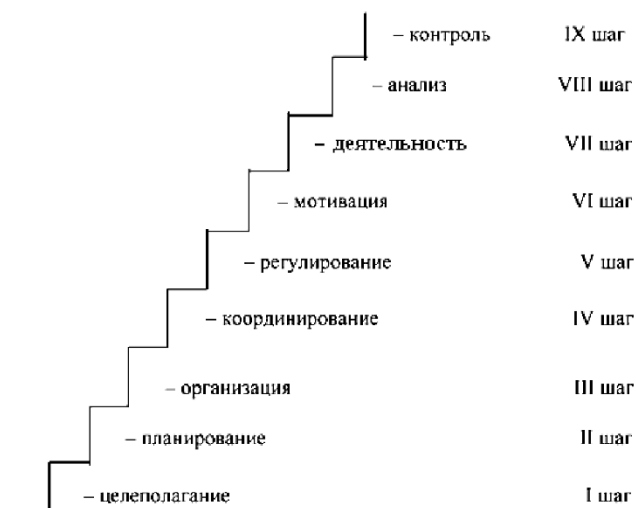 – контроль IX шаг
– анализ VIII шаг
– деятельность VII шаг
– мотивация VI шаг
– регулирование V шаг
– координирование IV шаг
– организация III шаг
– планирование II шаг
– целеполагание I шаг